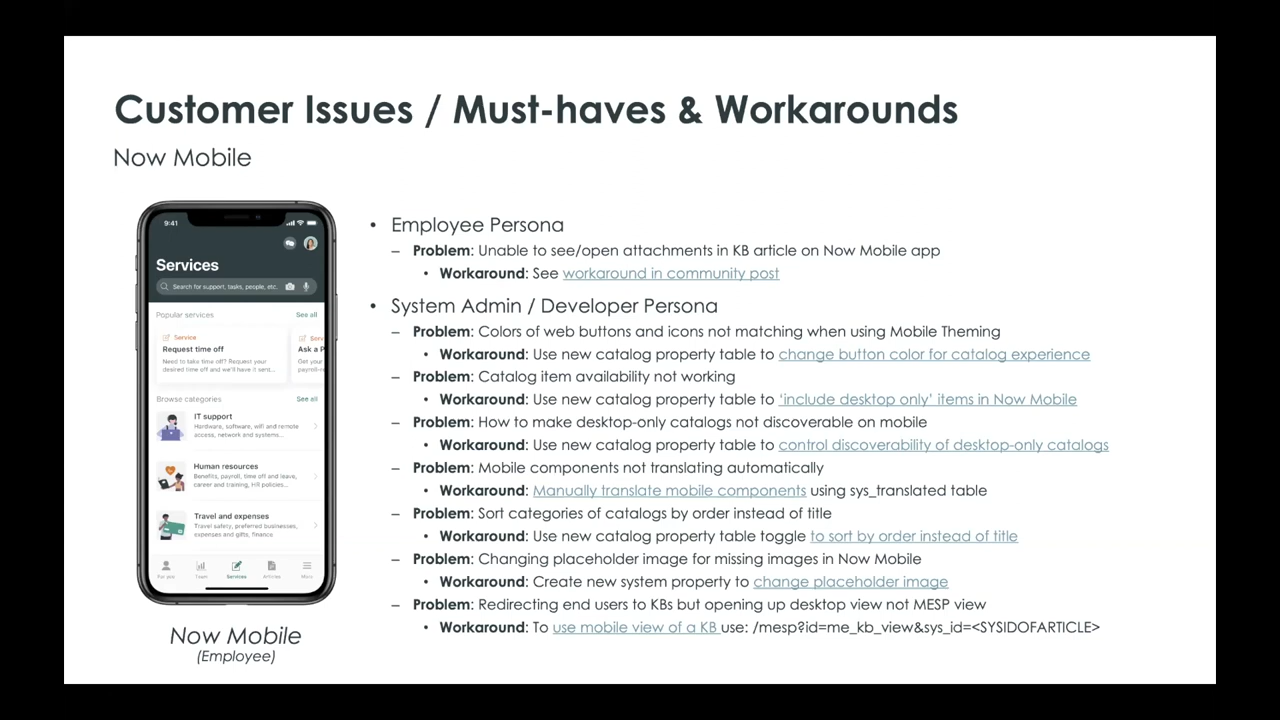 Customer Issues / Must-haves & Workarounds
Now Mobile
9:41
Services
Search for support, tasks, people, etc.
Popular services
See all
Service
Request time off
Need to take time off? Request your
desired time off and we'll have it sent...
Serv
Ask a P
Get your
payroll-r
Browse categories
See all
IT support
Hardware, software, wifi and remote
access, network and systems...
Human resources
Benefits, payroll, time off and leave,
career and training, HR policies...
Travel and expenses
Travel safety, preferred businesses,
expenses and gifts, finance
For you
Team
Services
Articles
More
Now Mobile
(Employee)
• Employee Persona
– Problem: Unable to see/open attachments in KB article on Now Mobile app
• Workaround: See workaround in community post
• System Admin / Developer Persona
– Problem: Colors of web buttons and icons not matching when using Mobile Theming
• Workaround: Use new catalog property table to change button color for catalog experience
– Problem: Catalog item availability not working
• Workaround: Use new catalog property table to ‘include desktop only’ items in Now Mobile
– Problem: How to make desktop-only catalogs not discoverable on mobile
• Workaround: Use new catalog property table to control discoverability of desktop-only catalogs
– Problem: Mobile components not translating automatically
• Workaround: Manually translate mobile components using sys_translated table
– Problem: Sort categories of catalogs by order instead of title
• Workaround: Use new catalog property table toggle to sort by order instead of title
– Problem: Changing placeholder image for missing images in Now Mobile
• Workaround: Create new system property to change placeholder image
– Problem: Redirecting end users to KBs but opening up desktop view not MESP view
• Workaround: To use mobile view of a KB use: /mesp?id=me_kb_view&sys_id=<SYSIDOFARTICLE>